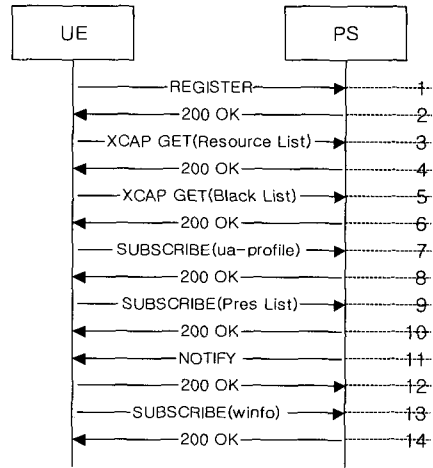 UE PS
REGISTER 1
200 OK 2
XCAP GET(Resource List) 3
200 OK 4
XCAP GET(Black List) 5
200 OK 6
SUBSCRIBE(ua-profile) 7
200 OK 8
SUBSCRIBE(Pres List) 9
200 OK 10
NOTIFY 11
200 OK 12
SUBSCRIBE(winfo) 13
200 OK 14